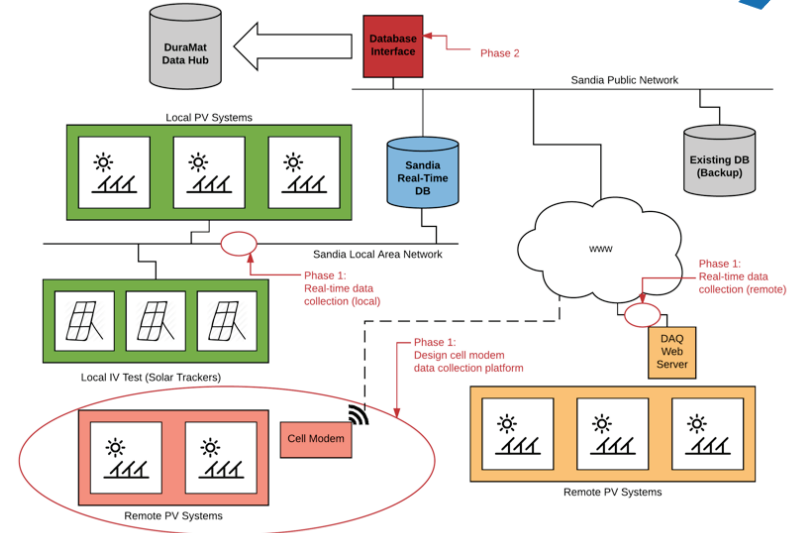 DuraMat
Data Hub
Database
Interface
Phase 2
Sandia Public Network
Local PV Systems
Sandia
Real-Time
DB
Existing DB
(Backup)
www
Sandia Local Area Network
Phase 1:
Real-time data
collection (local)
Phase 1:
Real-time data
collection (remote)
DAQ
Web
Server
Phase 1:
Design cell modem
data collection platform
Local IV Test (Solar Trackers)
Cell Modem
Remote PV Systems
Remote PV Systems